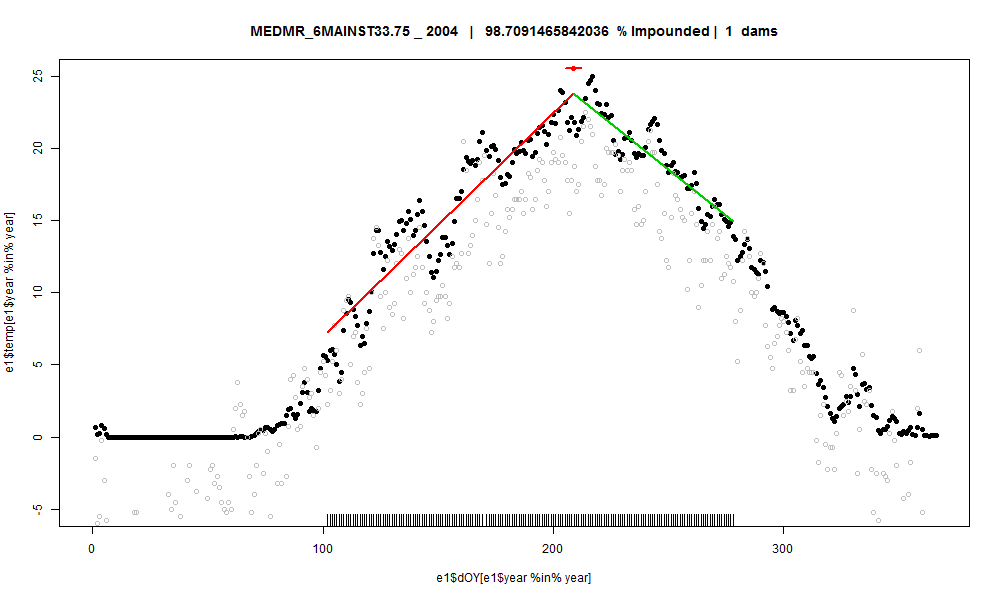 MEDMR_6MAINST33.75 _ 2004 | 98.7091465842036 % Impounded | 1 dams
25
20
15
10
5
0
-5
e1$temp[e1$year %in% year]
0 100 200 300
e1$dOY[e1$year %in% year]